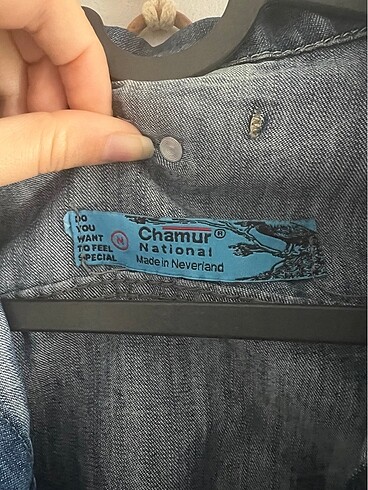 DO
YOU
WANT
TO FEEL
SPECIAL
N
Chamur®
National
Made in Neverland